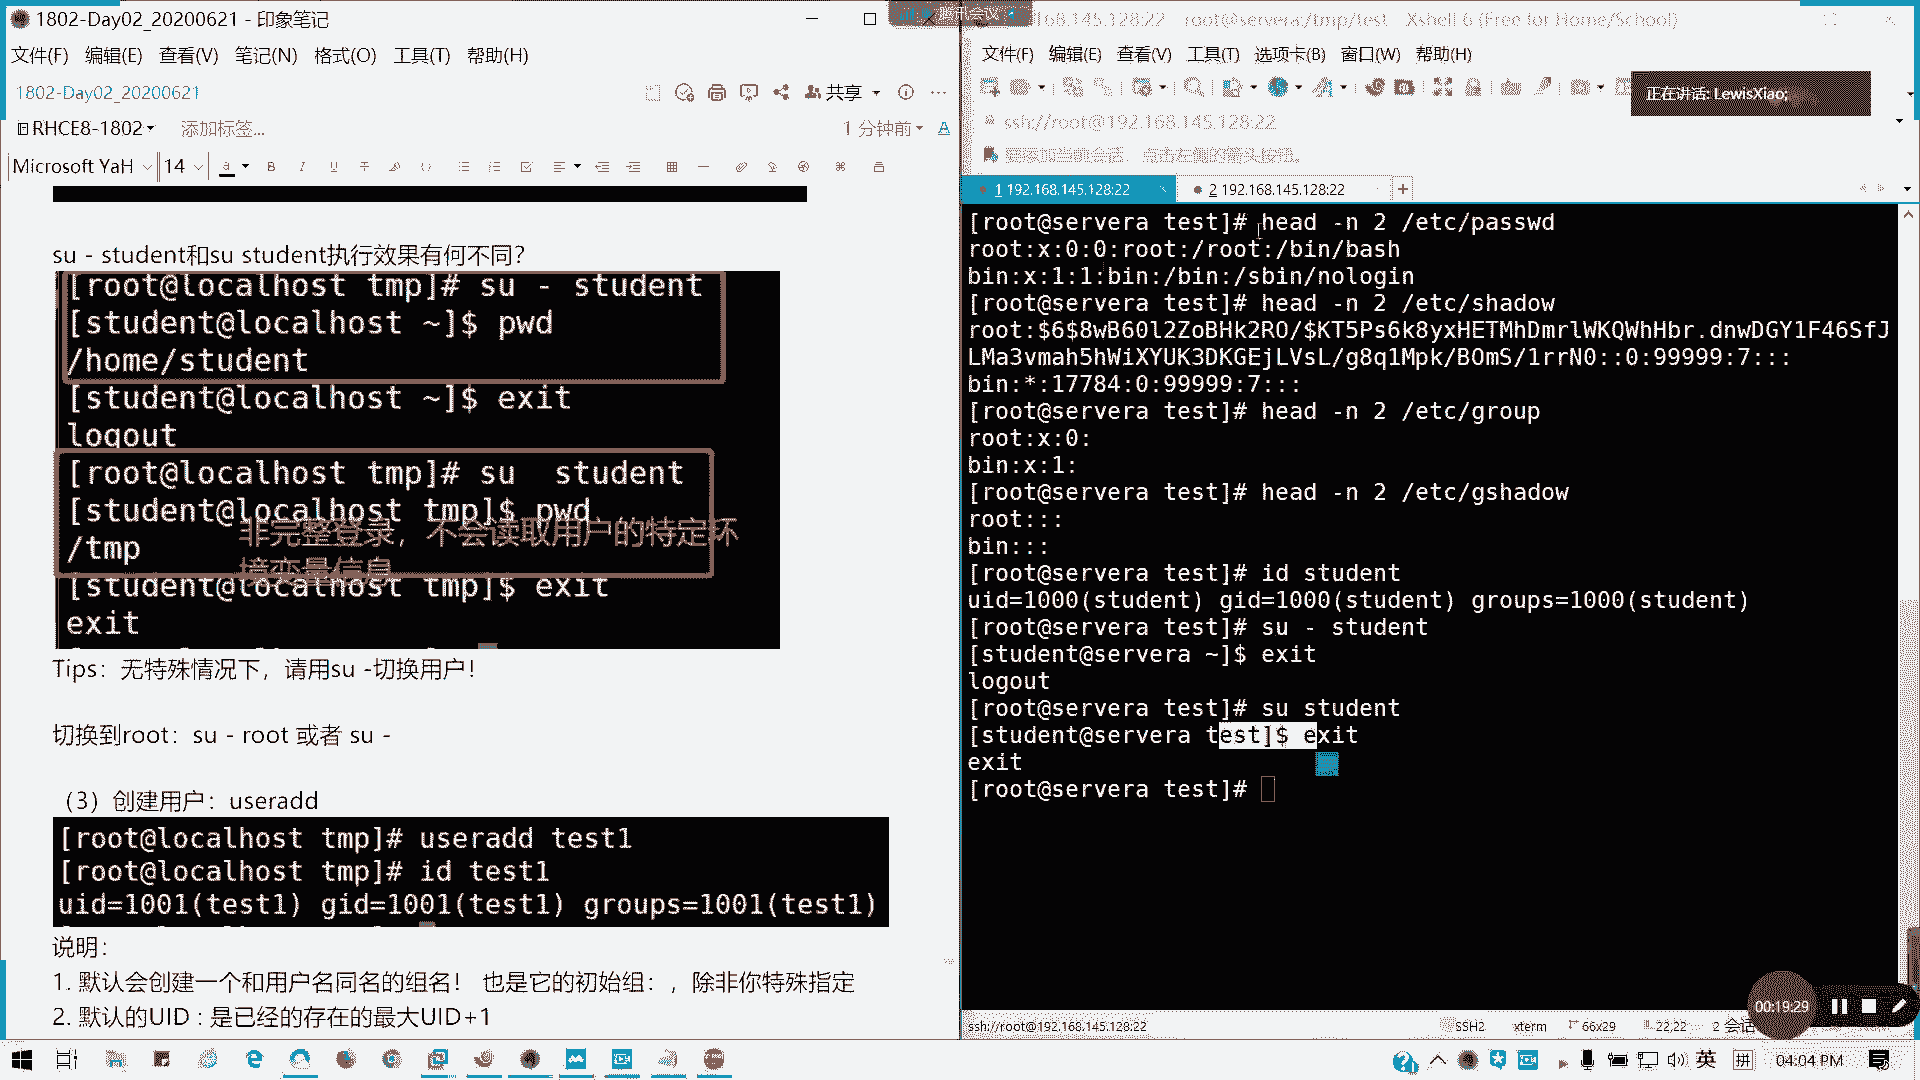 1802-Day02_20200621 - 印象笔记
文件(F) 编辑(E) 查看(V) 笔记(N) 格式(O) 工具(T) 帮助(H)
1802-Day02_20200621
共享
RHCE8-1802
添加标签...
1 分钟前
Microsoft YaH 14
su - student和su student执行效果有何不同?
[root@localhost tmp]# su - student
[student@localhost ~]$ pwd
/home/student
[student@localhost ~]$ exit
logout
[root@localhost tmp]# su  student
[student@localhost tmp]$ pwd
/tmp
非完整登录，不会读取用户的特定环
境变量信息
[student@localhost tmp]$ exit
exit
Tips：无特殊情况下，请用su -切换用户！
切换到root：su - root 或者 su -
（3）创建用户：useradd
[root@localhost tmp]# useradd test1
[root@localhost tmp]# id test1
uid=1001(test1) gid=1001(test1) groups=1001(test1)
说明：
1. 默认会创建一个和用户名同名的组名！ 也是它的初始组：，除非你特殊指定
2. 默认的UID : 是已经的存在的最大UID+1
腾讯会议
168.145.128:22 root@servera:/tmp/test - Xshell 6 (Free for Home/School)
文件(F) 编辑(E) 查看(V) 工具(T) 选项卡(B) 窗口(W) 帮助(H)
正在讲话: LewisXiao;
ssh://root@192.168.145.128:22
要添加当前会话，点击左侧的箭头按钮。
1 192.168.145.128:22
2 192.168.145.128:22
[root@servera test]# head -n 2 /etc/passwd
root:x:0:0:root:/root:/bin/bash
bin:x:1:1:bin:/bin:/sbin/nologin
[root@servera test]# head -n 2 /etc/shadow
root:$6$8wB60l2ZoBHk2RO/$KT5Ps6k8yxHETMhDmrlWKQWhHbr.dnwDGY1F46SfJ
LMa3vmah5hWiXYUK3DKGEjLVsL/g8q1Mpk/BOmS/1rrN0::0:99999:7:::
bin:*:17784:0:99999:7:::
[root@servera test]# head -n 2 /etc/group
root:x:0:
bin:x:1:
[root@servera test]# head -n 2 /etc/gshadow
root:::
bin:::
[root@servera test]# id student
uid=1000(student) gid=1000(student) groups=1000(student)
[root@servera test]# su - student
[student@servera ~]$ exit
logout
[root@servera test]# su student
[student@servera test]$ exit
exit
[root@servera test]#
00:19:29
ssh://root@192.168.145.128:22
SSH2 xterm 66x29 22,22 2 会话
英 拼 04:04 PM